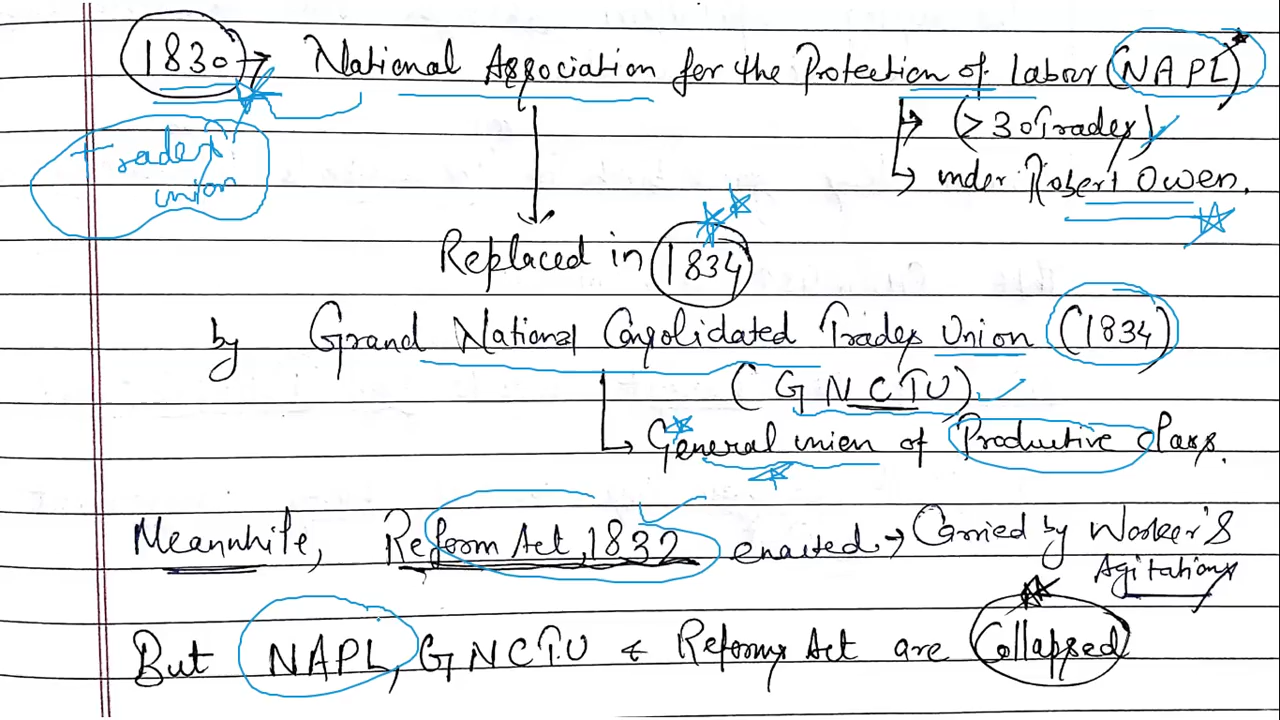 1830 → National Association for the Protection of Labour (NAPL)
Trades union
→ (> 30 Trades)
→ under Robert Owen.
Replaced in 1834
by Grand National Consolidated Trades Union (1834)
(GNCTU)
→ General union of Productive class.
Meanwhile, Reform Act, 1832 enacted → Carried by Worker's
Agitations
But NAPL, GNCTU & Reforms Act are Collapsed